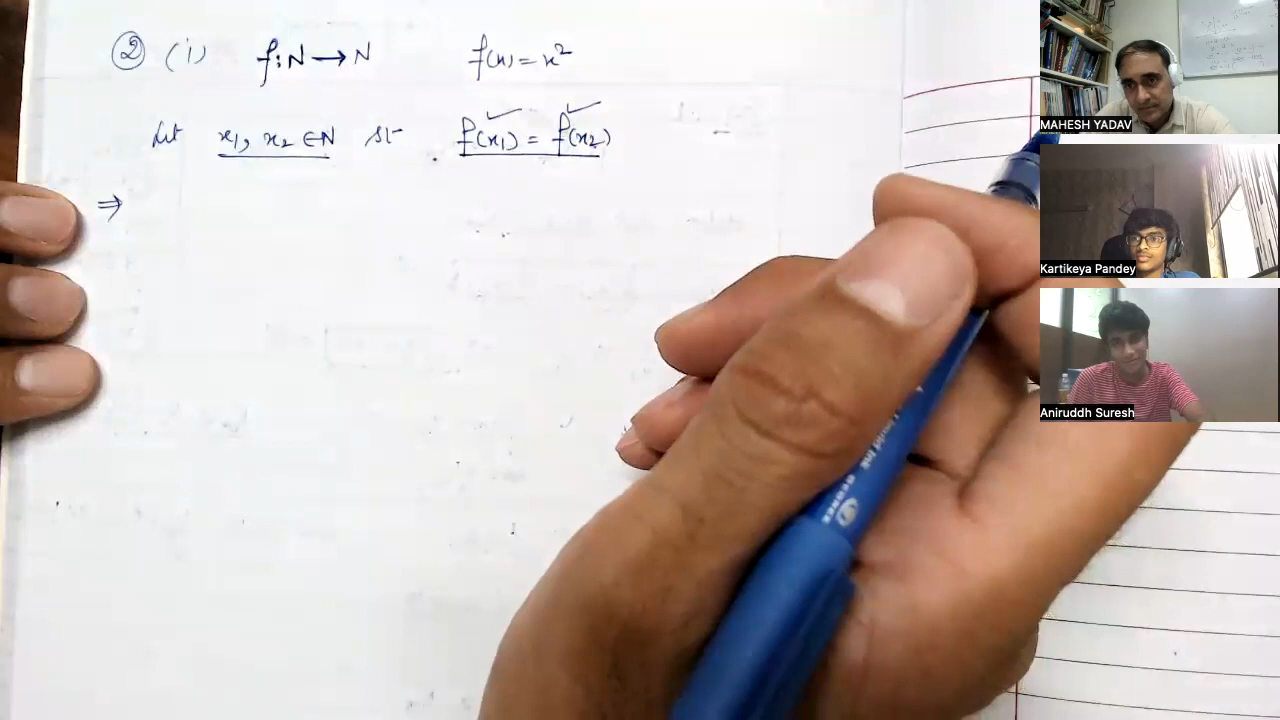 ② (i) f: N → N f(x) = x²
Let x₁, x₂ ∈ N st f(x₁) = f(x₂)
⇒
MAHESH YADAV
Kartikeya Pandey
Aniruddh Suresh